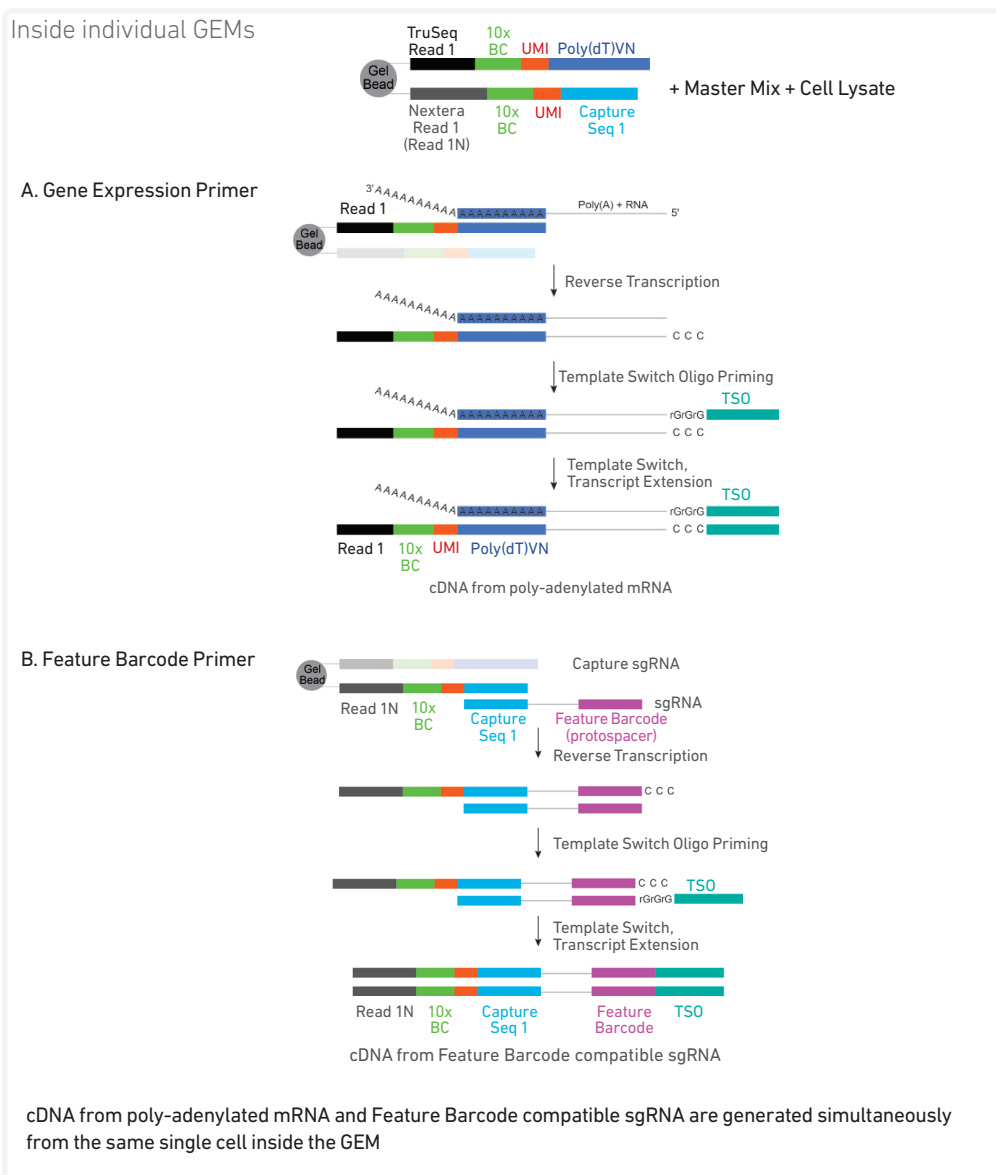 Inside individual GEMs
TruSeq
Read 1
10x
BC
UMI
Poly(dT)VN
Gel
Bead
+ Master Mix + Cell Lysate
Nextera
Read 1
(Read 1N)
10x
BC
UMI
Capture
Seq 1
A. Gene Expression Primer
3'AAAAAAAAAA
Read 1
AAAAAAAAAA
Poly(A) + RNA
5'
Gel
Bead
Reverse Transcription
AAAAAAAAAA
AAAAAAAAAA
C C C
Template Switch Oligo Priming
TSO
AAAAAAAAAA
AAAAAAAAAA
rGrGrG
C C C
Template Switch,
Transcript Extension
TSO
AAAAAAAAAA
AAAAAAAAAA
rGrGrG
C C C
Read 1
10x
BC
UMI
Poly(dT)VN
cDNA from poly-adenylated mRNA
B. Feature Barcode Primer
Gel
Bead
Capture sgRNA
Read 1N
10x
BC
Capture
Seq 1
sgRNA
Feature Barcode
(protospacer)
Reverse Transcription
C C C
Template Switch Oligo Priming
C C C
TSO
rGrGrG
Template Switch,
Transcript Extension
Read 1N
10x
BC
Capture
Seq 1
Feature
Barcode
TSO
cDNA from Feature Barcode compatible sgRNA
cDNA from poly-adenylated mRNA and Feature Barcode compatible sgRNA are generated simultaneously
from the same single cell inside the GEM